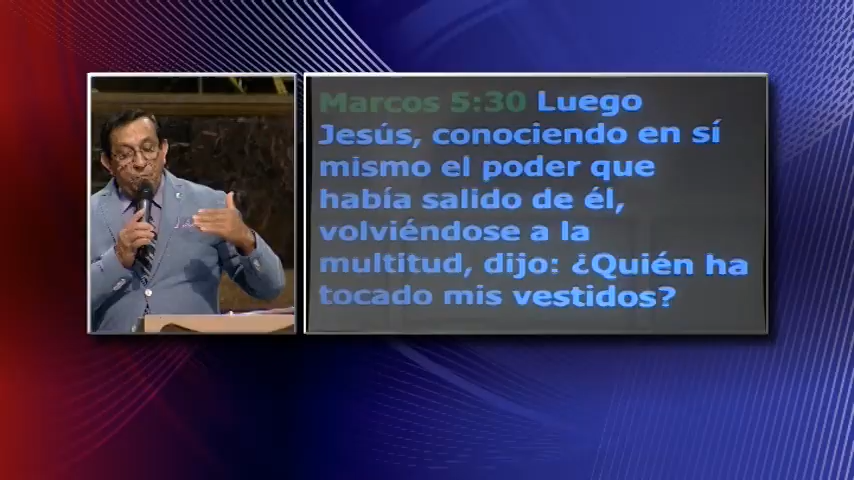 Marcos 5:30 Luego
Jesús, conociendo en sí
mismo el poder que
había salido de él,
volviéndose a la
multitud, dijo: ¿Quién ha
tocado mis vestidos?